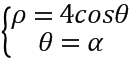 ρ = 4cosθ
θ = α